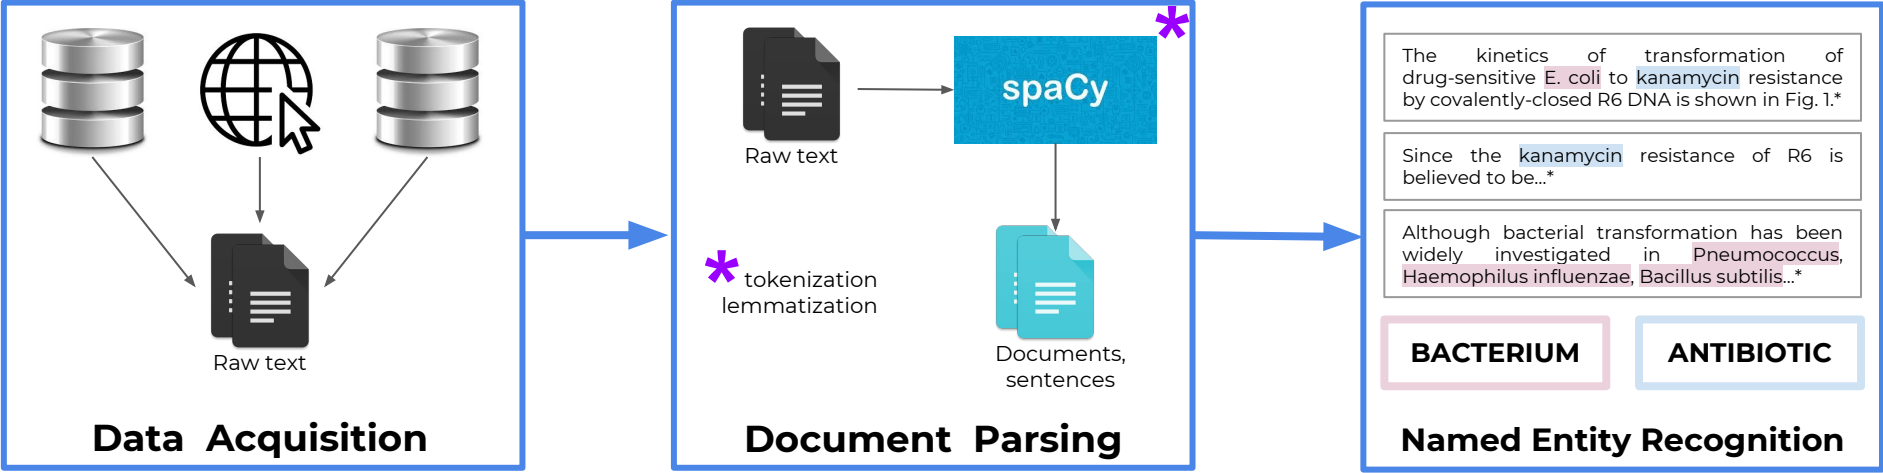 Raw text
Data Acquisition
*
spaCy
Raw text
* tokenization
lemmatization
Documents,
sentences
Document Parsing
The kinetics of transformation of
drug-sensitive E. coli to kanamycin resistance
by covalently-closed R6 DNA is shown in Fig. 1.*
Since the kanamycin resistance of R6 is
believed to be...*
Although bacterial transformation has been
widely investigated in Pneumococcus,
Haemophilus influenzae, Bacillus subtilis...*
BACTERIUM
ANTIBIOTIC
Named Entity Recognition